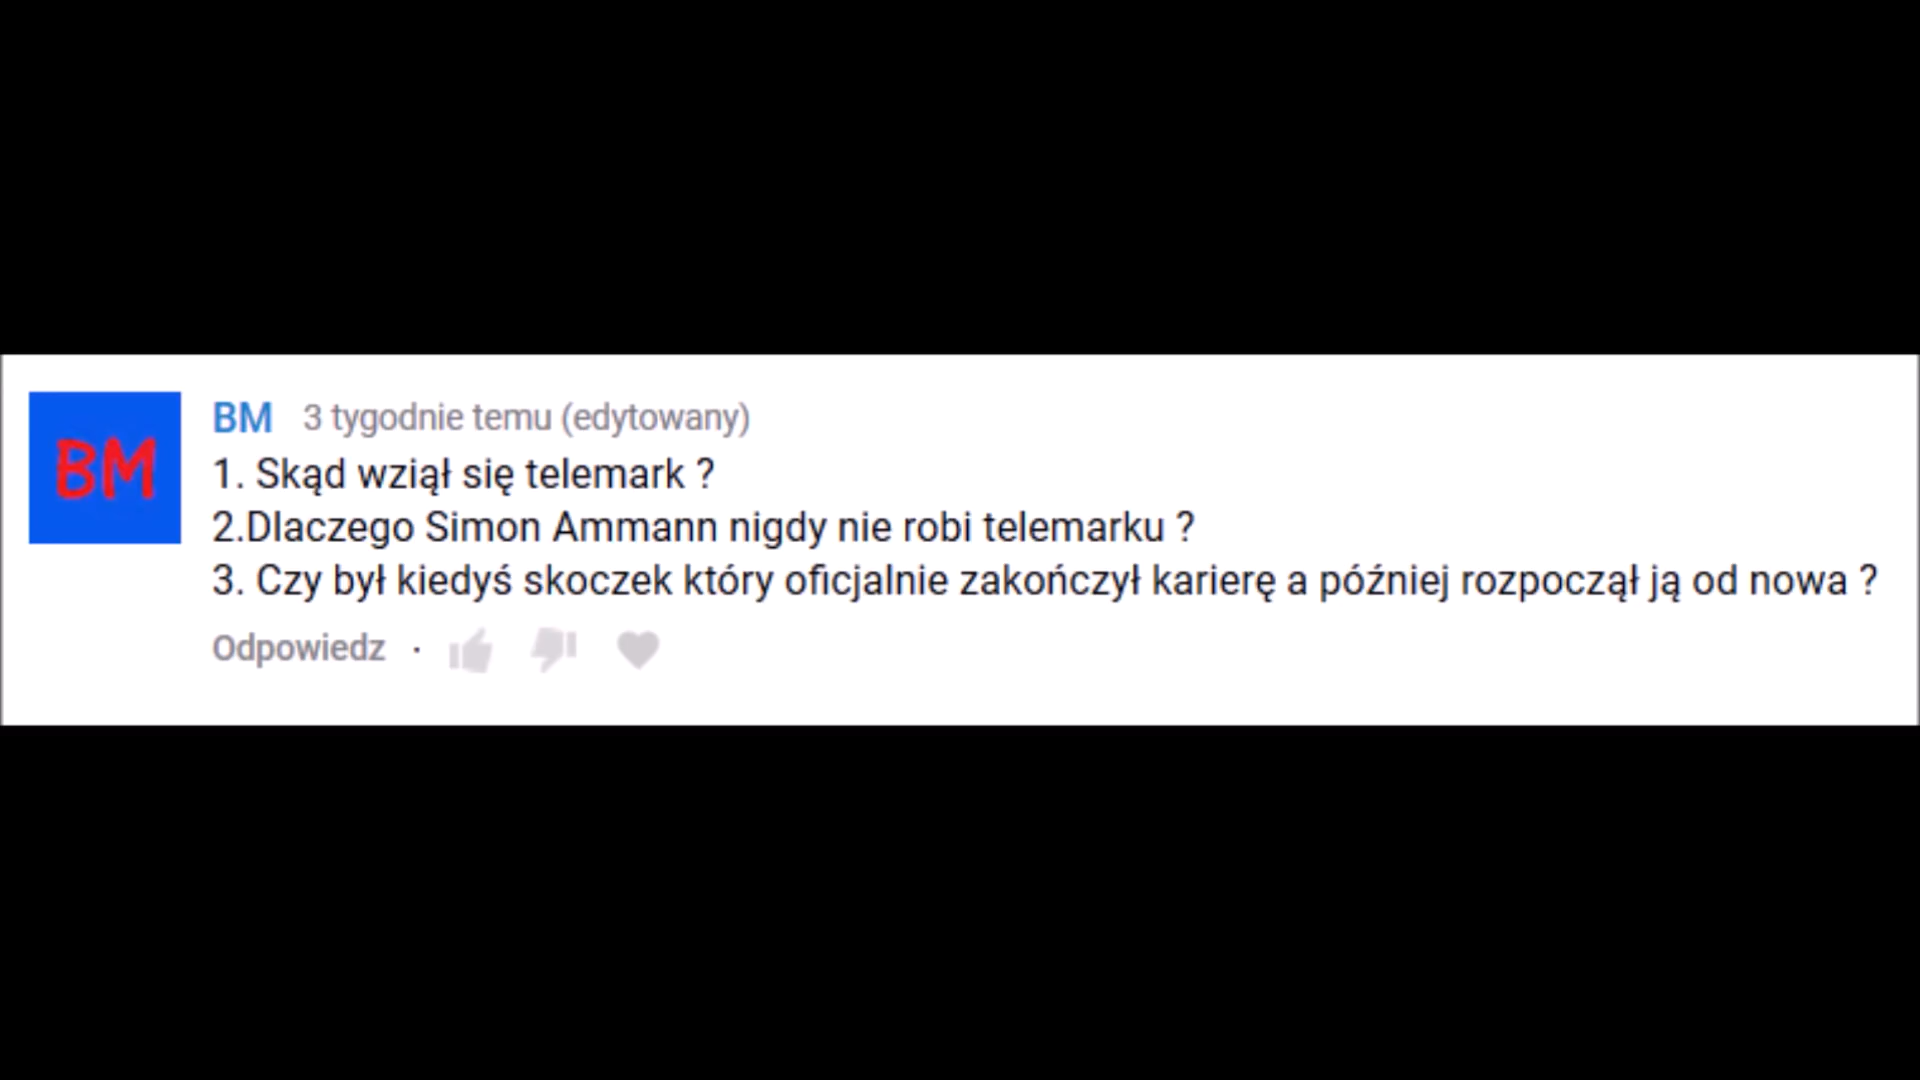 BM
BM 3 tygodnie temu (edytowany)
1. Skąd wziął się telemark ?
2.Dlaczego Simon Ammann nigdy nie robi telemarku ?
3. Czy był kiedyś skoczek który oficjalnie zakończył karierę a później rozpoczął ją od nowa ?
Odpowiedz ·